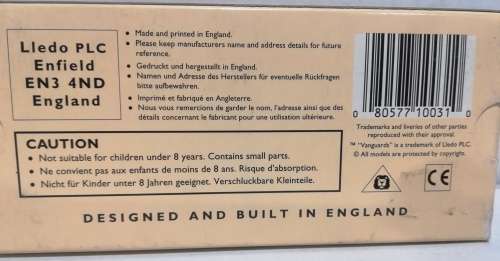 Lledo PLC
Enfield
EN3 4ND
England
• Made and printed in England.
• Please keep manufacturers name and address details for future
reference.
• Gedruckt und hergestellt in England.
• Namen und Adresse des Herstellers für eventuelle Rückfragen
bitte aufbewahren.
• Imprimé et fabriqué en Angleterre.
• Nous vous remercions de garder le nom, l'adresse ainsi que des
détails concernant le fabricant pour une utilisation ultérieure.
0 80577 10031 0
Trademarks and liveries of other parties
reproduced with approval.
™ "Vanguards" is a trademark of Lledo PLC
© All models are protected by copyright.
CAUTION
• Not suitable for children under 8 years. Contains small parts.
• Ne convient pas aux enfants de moins de 8 ans. Risque d'absorption.
• Nicht für Kinder unter 8 Jahren geeignet. Verschluckbare Kleinteile.
CE
DESIGNED AND BUILT IN ENGLAND